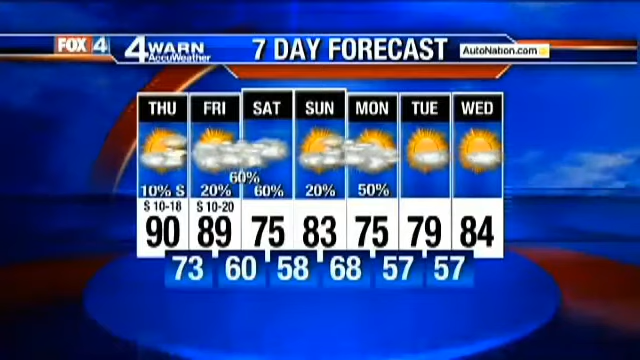 FOX 4
4WARN
AccuWeather
7 DAY FORECAST
AutoNation.com
THU FRI SAT SUN MON TUE WED
60%
10% S 20% 60% 20% 50%
S 10-18 S 10-20
90 89 75 83 75 79 84
73 60 58 68 57 57